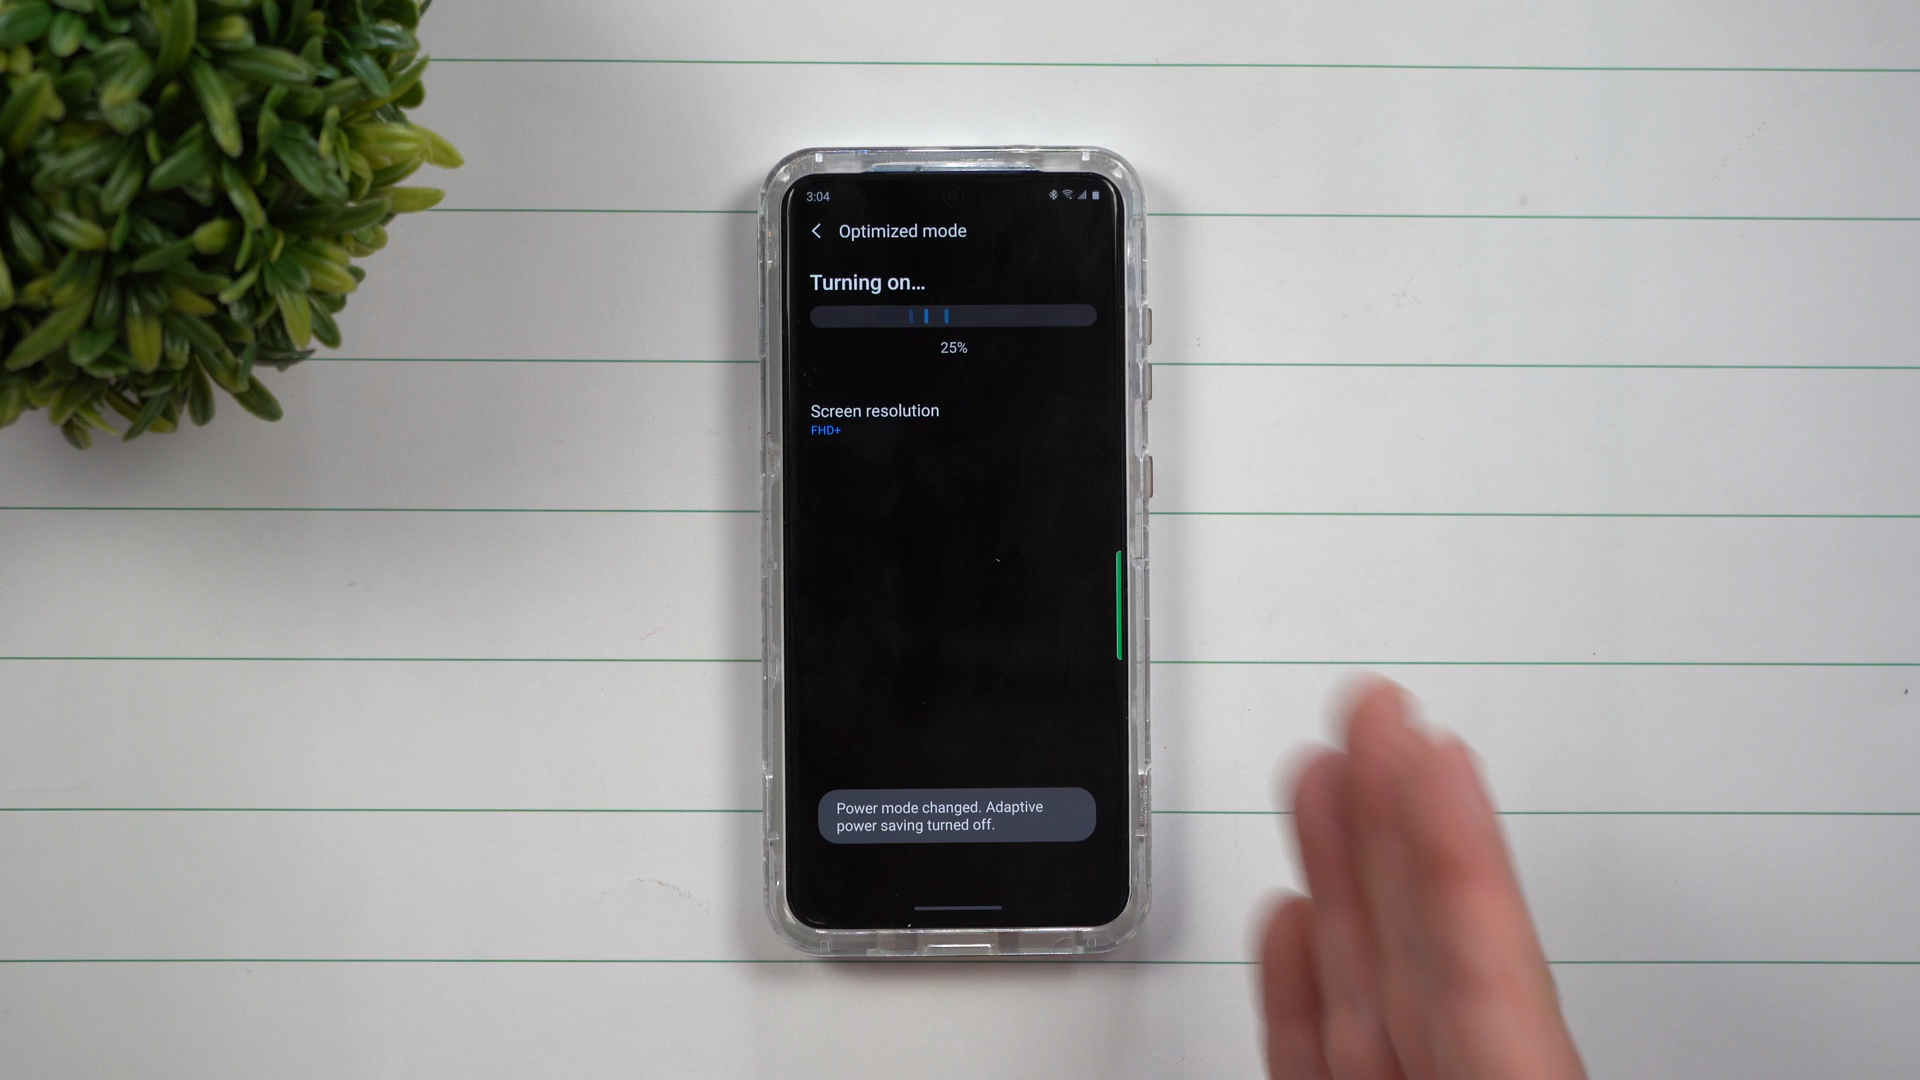 3:04
Optimized mode
Turning on...
25%
Screen resolution
FHD+
Power mode changed. Adaptive
power saving turned off.